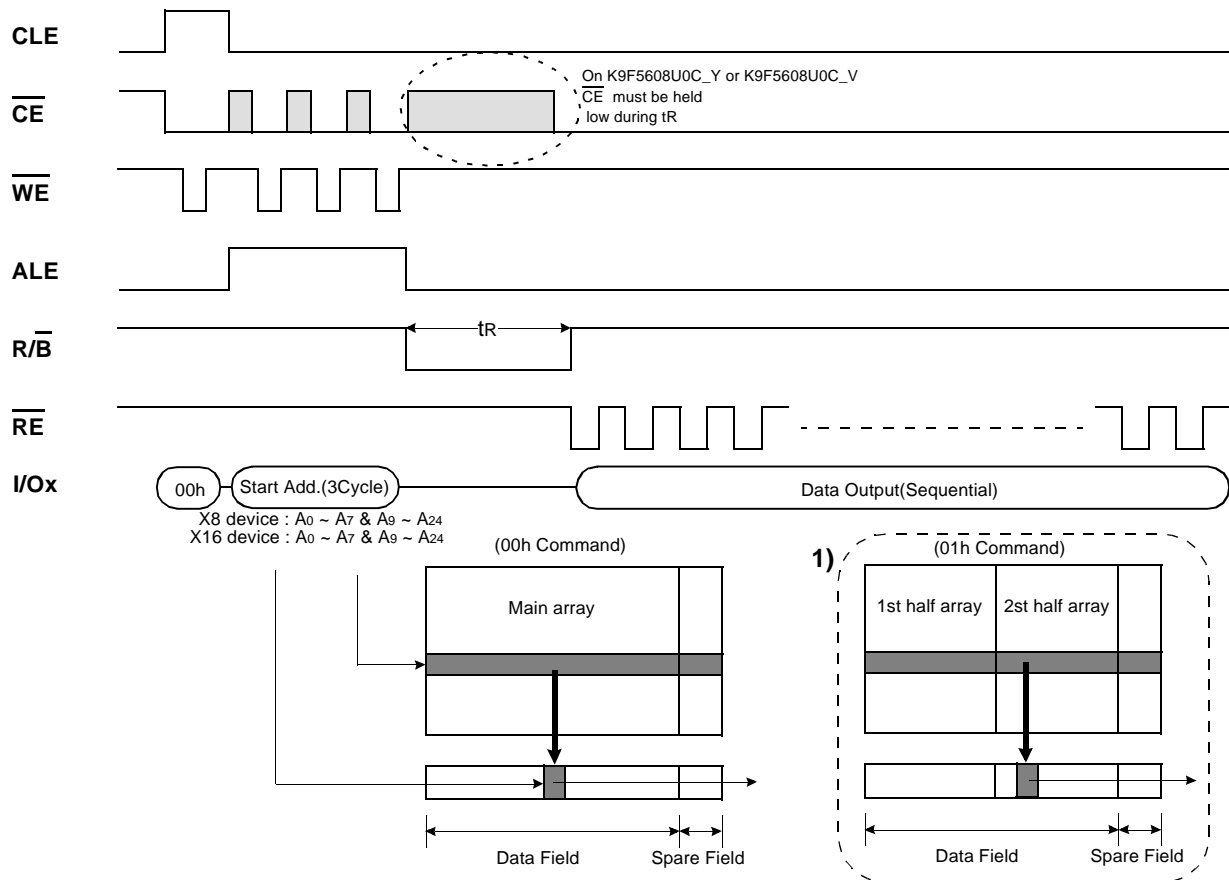 CLE
On K9F5608U0C_Y or K9F5608U0C_V
CE must be held
low during tR
CE
WE
ALE
tR
R/B
RE
I/Ox
00h
Start Add.(3Cycle)
Data Output(Sequential)
X8 device : A0 ~ A7 & A9 ~ A24
X16 device : A0 ~ A7 & A9 ~ A24
(00h Command)
Main array
Data Field
Spare Field
1)
(01h Command)
1st half array
2st half array
Data Field
Spare Field